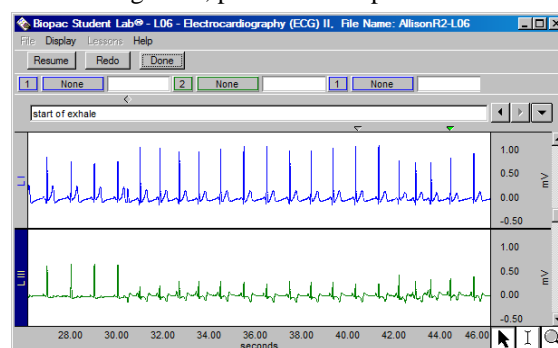 Biopac Student Lab® - L06 - Electrocardiography (ECG) II, File Name: AllisonR2-L06
File Display Lessons Help
Resume Redo Done
1 None 2 None 1 None
start of exhale
L I
1.00
0.50
0.00
-0.50
mV
L III
1.00
0.50
0.00
-0.50
mV
28.00 30.00 32.00 34.00 36.00 38.00 40.00 42.00 44.00 46.00
seconds